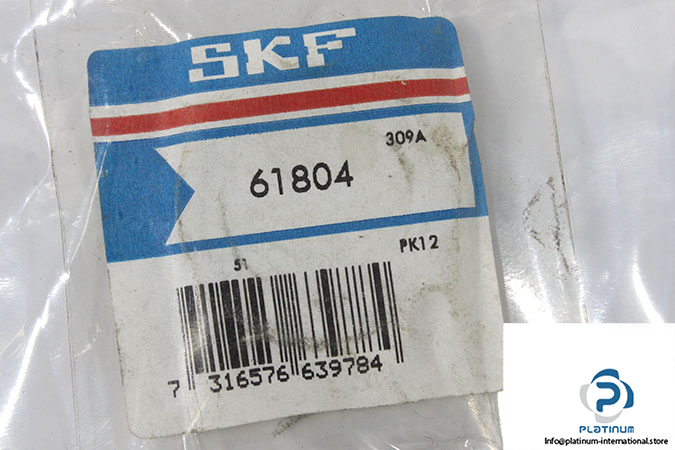 SKF
309A
61804
PK12
51
7 316576 639784
PLATINUM
Info@platinum-international.store